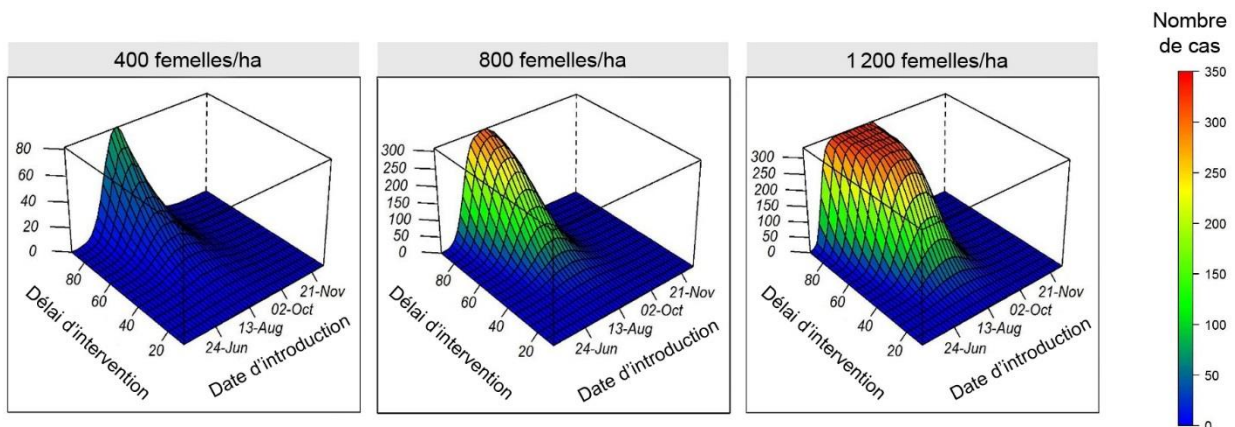 Nombre
de cas
400 femelles/ha
800 femelles/ha
1 200 femelles/ha
80
60
40
20
0
80
60
40
20
24-Jun
13-Aug
02-Oct
21-Nov
Délai d'intervention
Date d'introduction
300
250
200
150
100
50
0
80
60
40
20
24-Jun
13-Aug
02-Oct
21-Nov
Délai d'intervention
Date d'introduction
300
250
200
150
100
50
0
80
60
40
20
24-Jun
13-Aug
02-Oct
21-Nov
Délai d'intervention
Date d'introduction
350
300
250
200
150
100
50
0